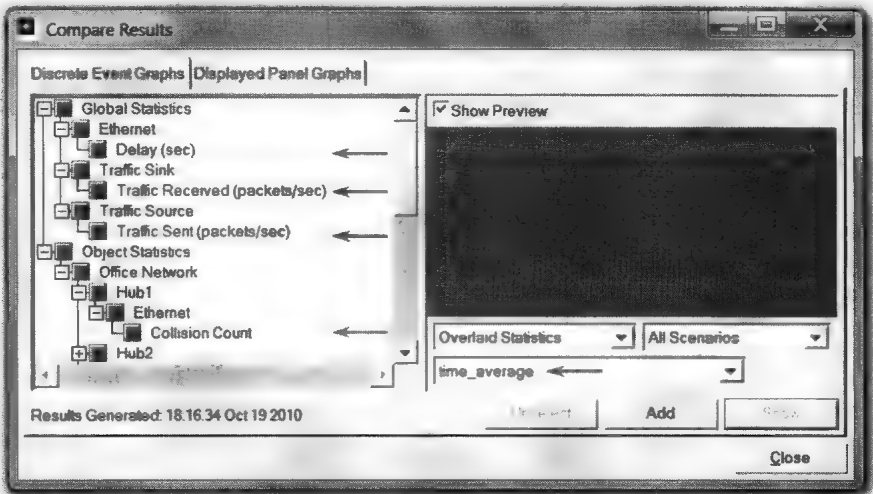 Compare Results
Discrete Event Graphs
Displayed Panel Graphs
Global Statistics
Ethernet
Delay (sec)
Traffic Sink
Traffic Received (packets/sec)
Traffic Source
Traffic Sent (packets/sec)
Object Statistics
Office Network
Hub1
Ethernet
Collision Count
Hub2
Show Preview
Overlaid Statistics
All Scenarios
time_average
Results Generated: 18.16.34 Oct 19 2010
Add
Close